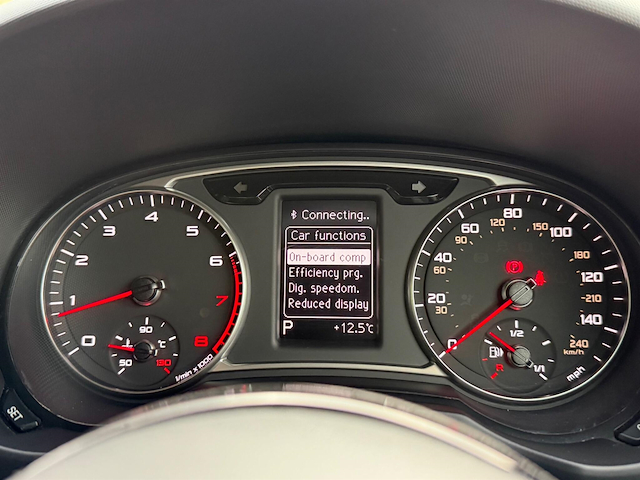 Connecting..
Car functions
On-board comp
Efficiency prg.
Dig. speedom.
Reduced display
P +12.5°C
0 1 2 3 4 5 6 7 8
1/min x 1000
50 90 130 °C
0 20 40 60 80 100 120 140
30 60 90 120 150 180 210 240
km/h
mph
R 1/2 1/1
SET